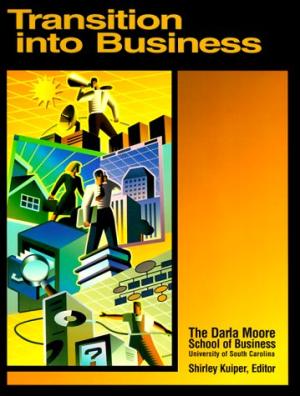 Transition
into Business
?
The Darla Moore
School of Business
University of South Carolina
Shirley Kuiper, Editor